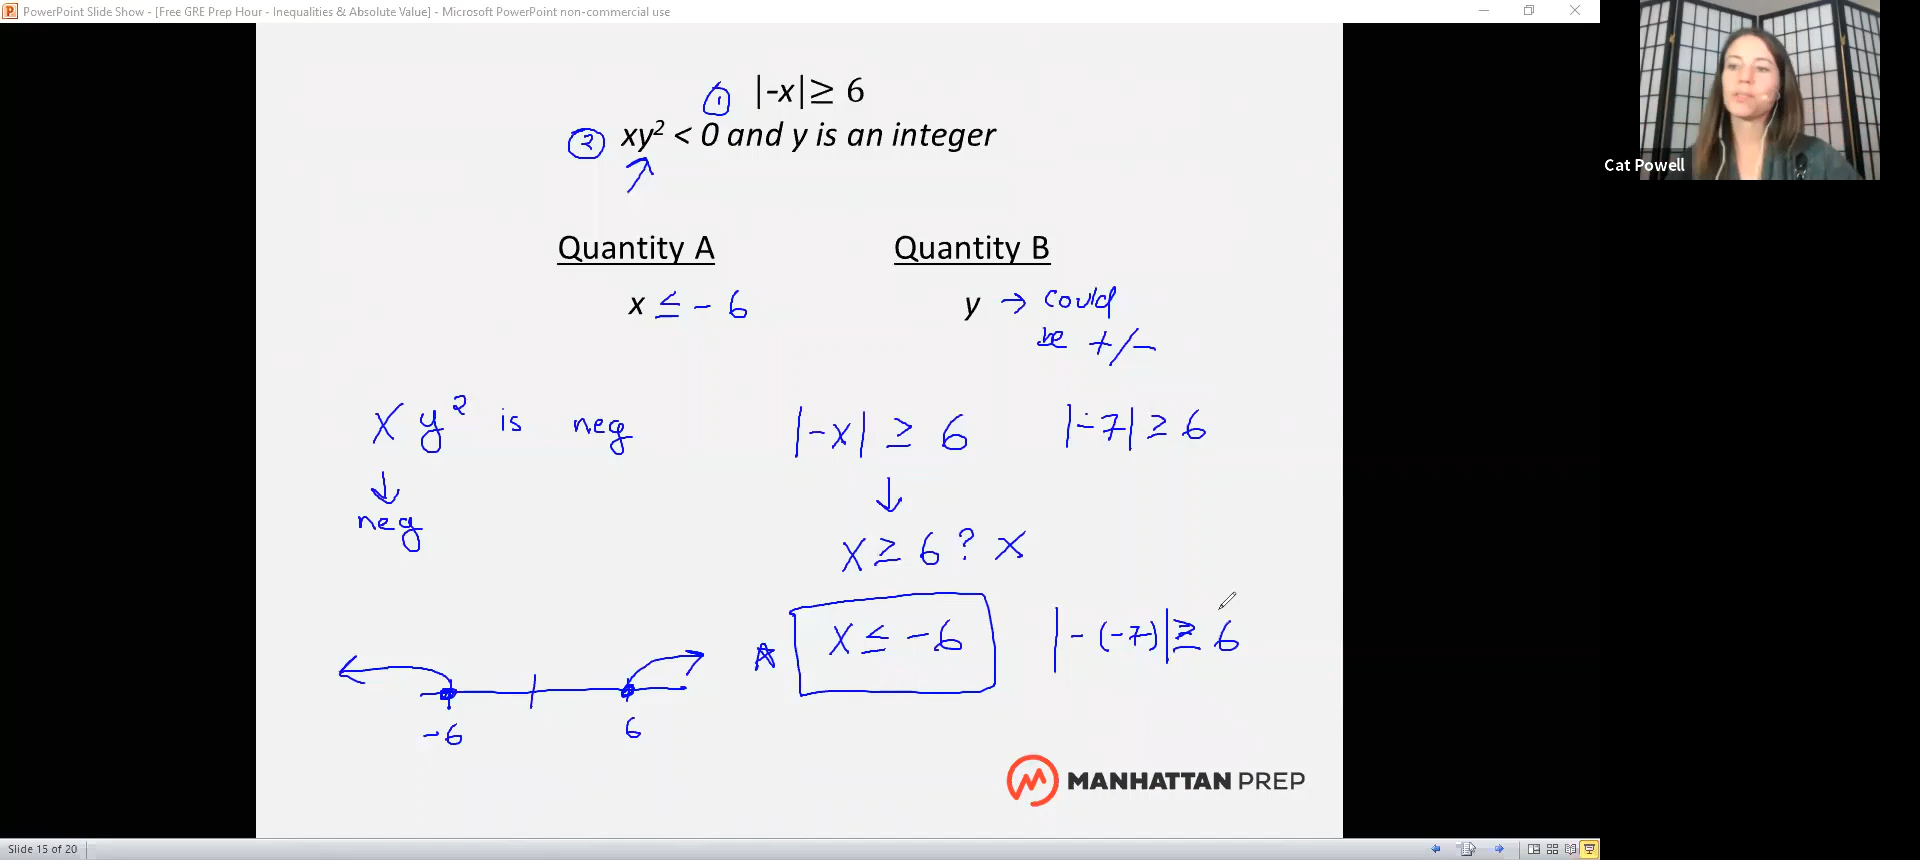 PowerPoint Slide Show - [Free GRE Prep Hour - Inequalities & Absolute Value] - Microsoft PowerPoint non-commercial use
① |-x|≥ 6
② xy² < 0 and y is an integer
Quantity A
Quantity B
x ≤ - 6
y → could
be +/-
x y² is neg
neg
|-x| ≥ 6
|-7| ≥ 6
x ≥ 6 ? x
x ≤ -6
|-(-7)| ≥ 6
-6
6
MANHATTAN PREP
Cat Powell
Slide 15 of 20